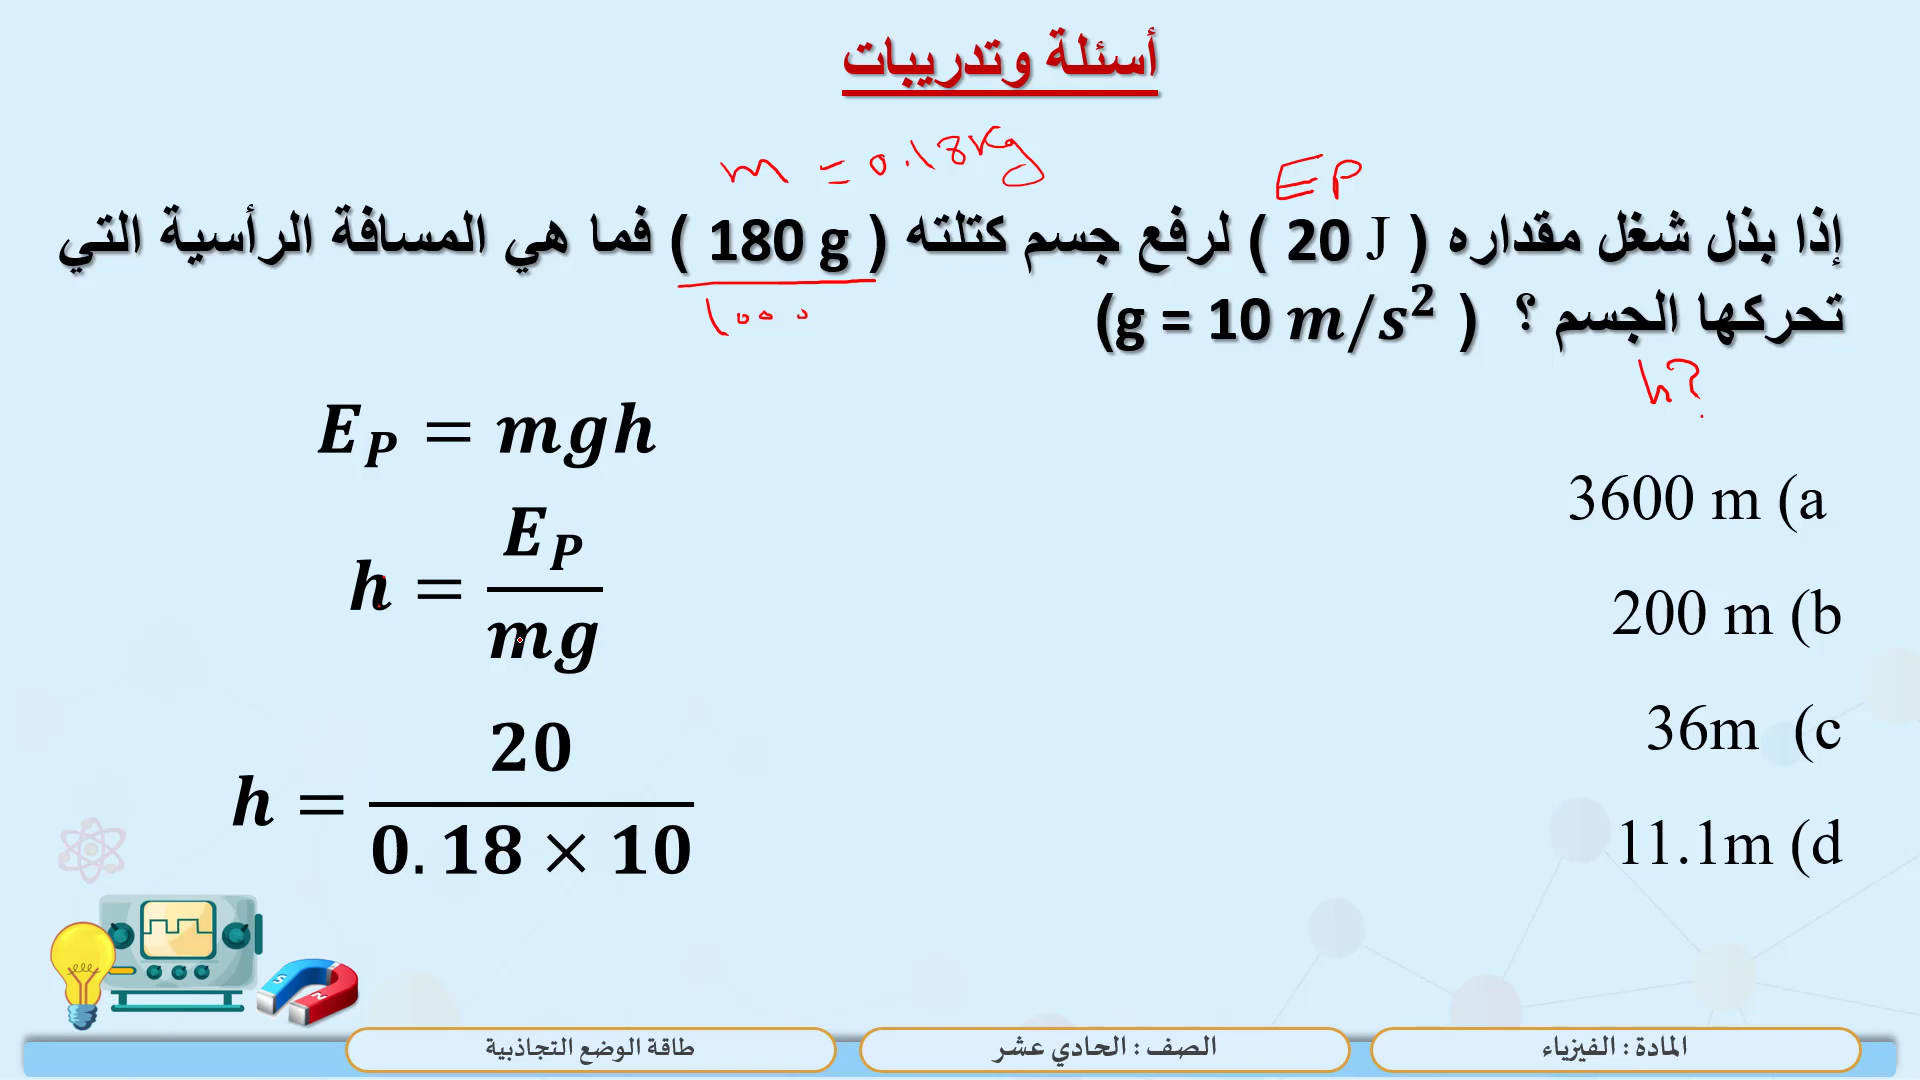 أسئلة وتدريبات
m = 0.18Kg
EP
إذا بذل شغل مقداره ( 20 J ) لرفع جسم كتلته ( 180 g ) فما هي المسافة الرأسية التي
1000
تحركها الجسم ؟ ( g = 10 m/s² )
h?
E_P = mgh
h = E_P / mg
h = 20 / 0.18 × 10
3600 m (a
200 m (b
36m (c
11.1m (d
S N
المادة : الفيزياء
الصف : الحادي عشر
طاقة الوضع التجاذبية